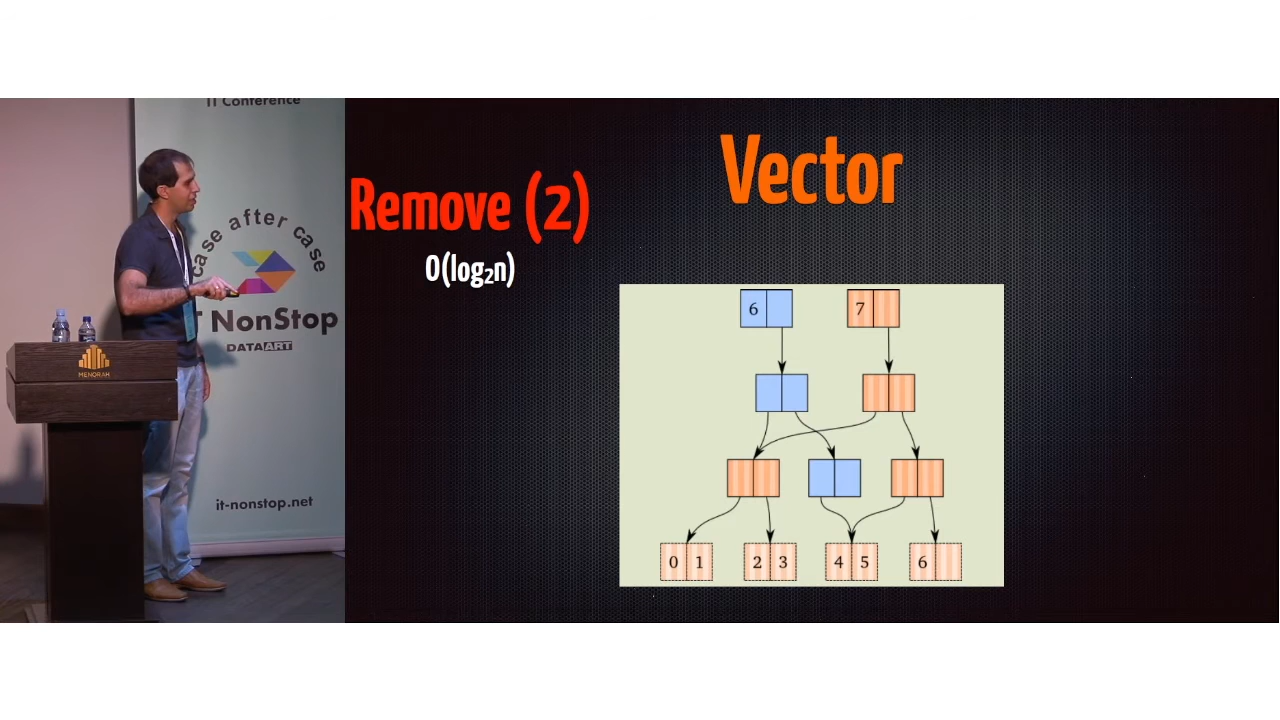 IT Conference
case after case
T NonStop
DATAART
it-nonstop.net
MENORAH
Vector
Remove (2)
O(log₂n)
6
7
0 1
2 3
4 5
6